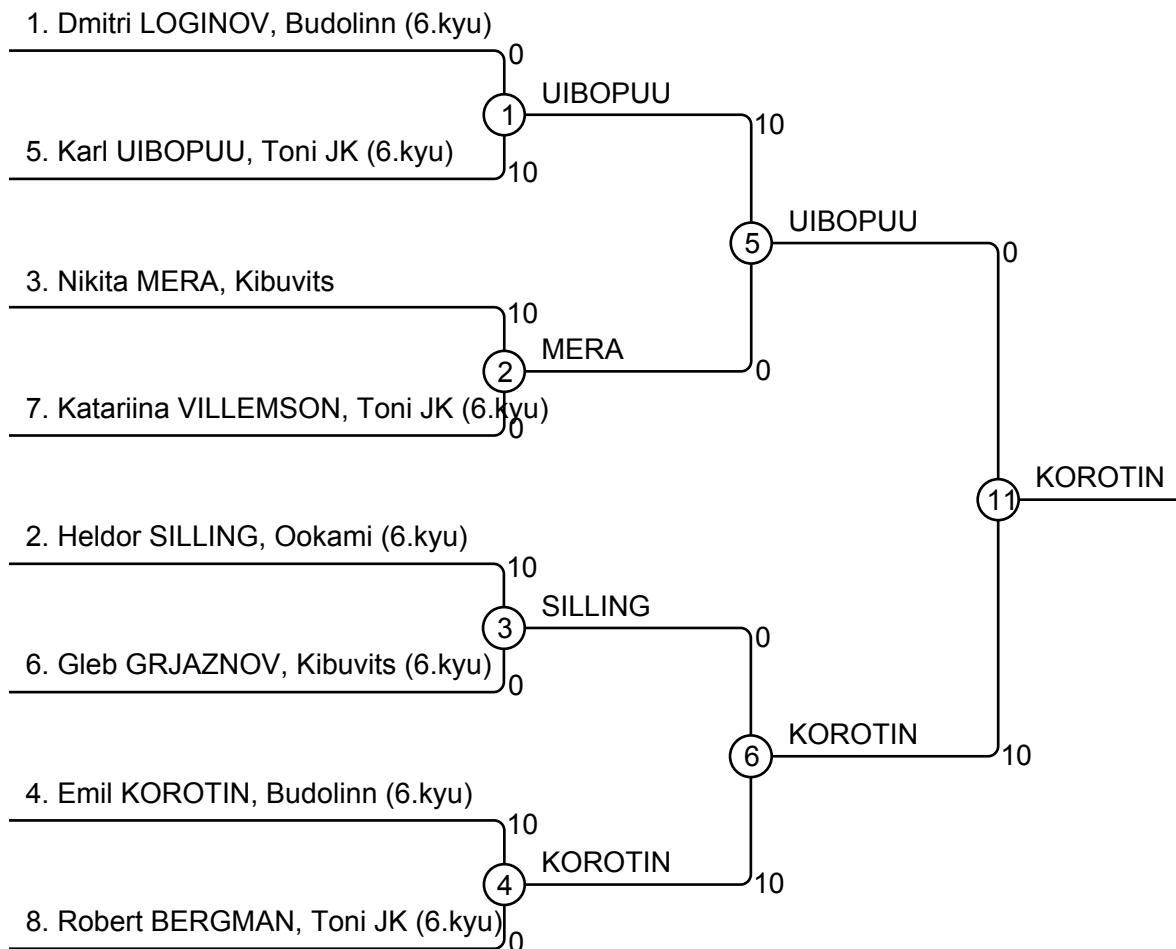 1. Dmitri LOGINOV, Budolinn (6.kyu)
0
1 UIBOPUU
10
5. Karl UIBOPUU, Toni JK (6.kyu)
10
5 UIBOPUU
0
3. Nikita MERA, Kibuvits
10
2 MERA
0
7. Katariina VILLEMSON, Toni JK (6.kyu)
0
11 KOROTIN
2. Heldor SILLING, Ookami (6.kyu)
10
3 SILLING
0
6. Gleb GRJAZNOV, Kibuvits (6.kyu)
0
6 KOROTIN
10
4. Emil KOROTIN, Budolinn (6.kyu)
10
4 KOROTIN
10
8. Robert BERGMAN, Toni JK (6.kyu)
0